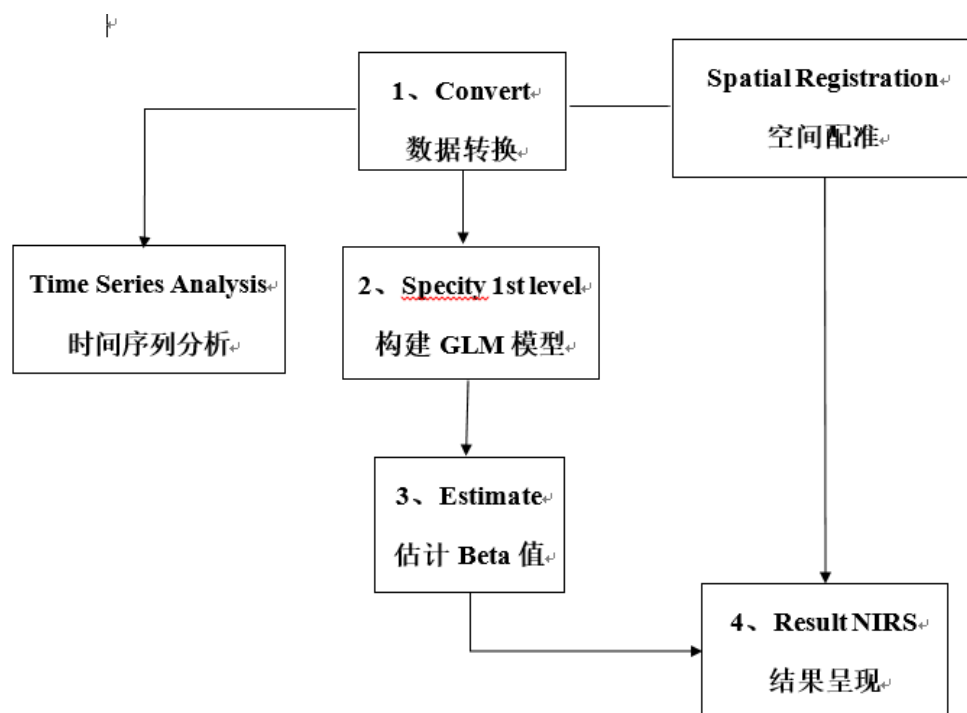 1、Convert
数据转换
Spatial Registration
空间配准
Time Series Analysis
时间序列分析
2、Specity 1st level
构建 GLM 模型
3、Estimate
估计 Beta 值
4、Result NIRS
结果呈现